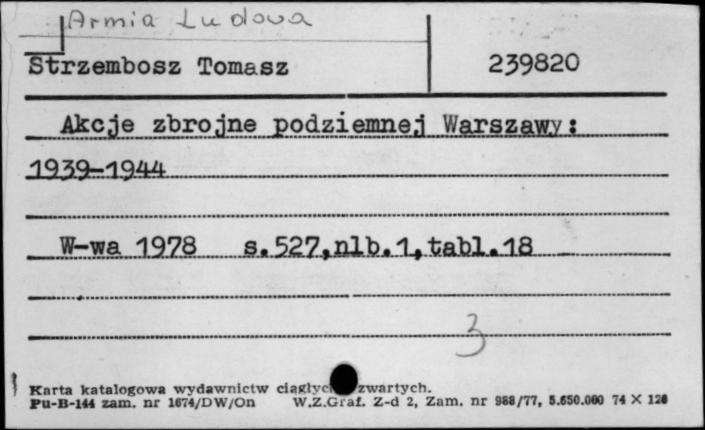 Armia Ludowa
Strzembosz Tomasz 239820
Akcje zbrojne podziemnej Warszawy:
1939-1944
W-wa 1978 s.527,nlb.1,tabl.18
3
Karta katalogowa wydawnictw zwartych.
Pu-B-144 zam. nr 1674/DW/On W.Z.Graf. Z-d 2, Zam. nr 988/77, 5.650.000 74 X 126